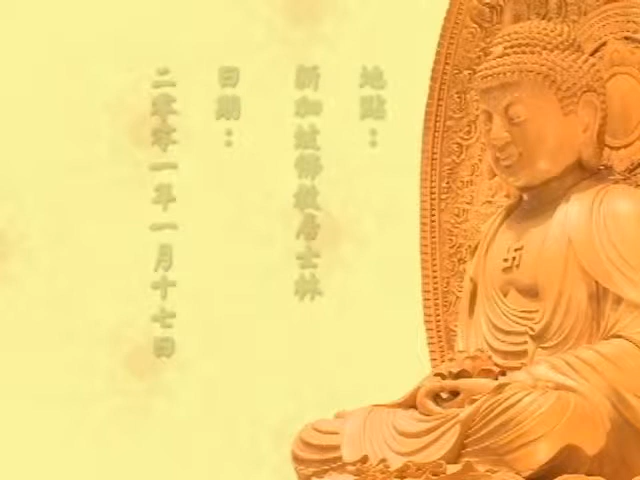 地點：
新加坡佛教居士林
日期：
二零零一年一月十七日
卍